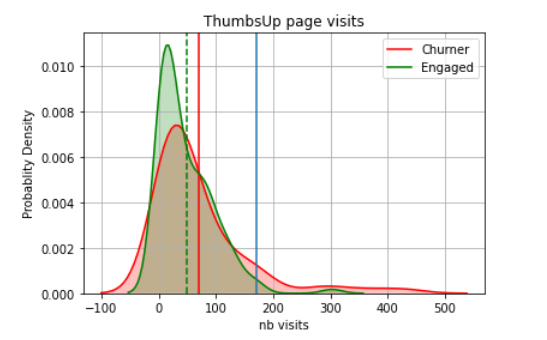 ThumbsUp page visits
Churner
Engaged
Probablity Density
0.010
0.008
0.006
0.004
0.002
0.000
−100 0 100 200 300 400 500
nb visits